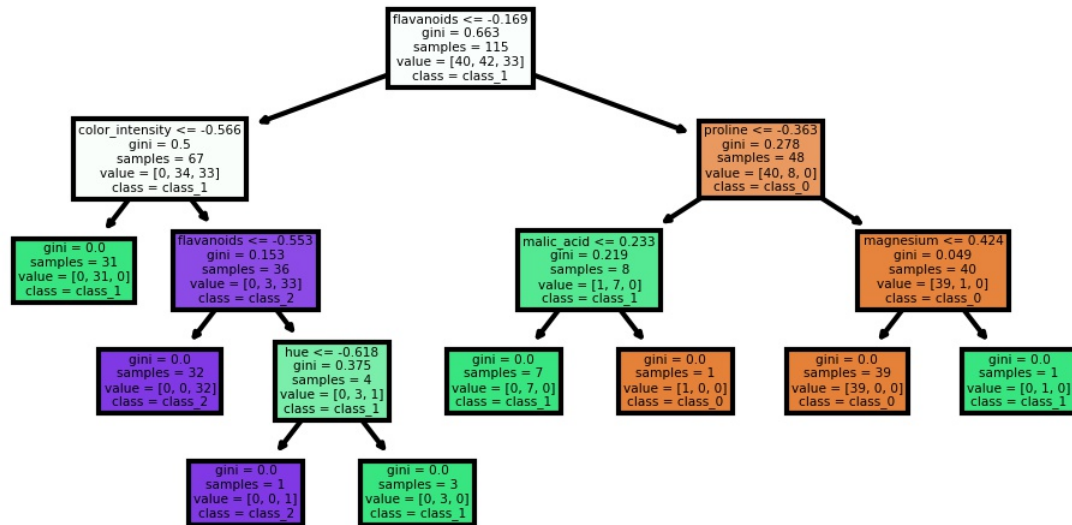 flavanoids <= -0.169
gini = 0.663
samples = 115
value = [40, 42, 33]
class = class_1
color_intensity <= -0.566
gini = 0.5
samples = 67
value = [0, 34, 33]
class = class_1
proline <= -0.363
gini = 0.278
samples = 48
value = [40, 8, 0]
class = class_0
gini = 0.0
samples = 31
value = [0, 31, 0]
class = class_1
flavanoids <= -0.553
gini = 0.153
samples = 36
value = [0, 3, 33]
class = class_2
malic_acid <= 0.233
gini = 0.219
samples = 8
value = [1, 7, 0]
class = class_1
magnesium <= 0.424
gini = 0.049
samples = 40
value = [39, 1, 0]
class = class_0
gini = 0.0
samples = 32
value = [0, 0, 32]
class = class_2
hue <= -0.618
gini = 0.375
samples = 4
value = [0, 3, 1]
class = class_1
gini = 0.0
samples = 7
value = [0, 7, 0]
class = class_1
gini = 0.0
samples = 1
value = [1, 0, 0]
class = class_0
gini = 0.0
samples = 39
value = [39, 0, 0]
class = class_0
gini = 0.0
samples = 1
value = [0, 1, 0]
class = class_1
gini = 0.0
samples = 1
value = [0, 0, 1]
class = class_2
gini = 0.0
samples = 3
value = [0, 3, 0]
class = class_1